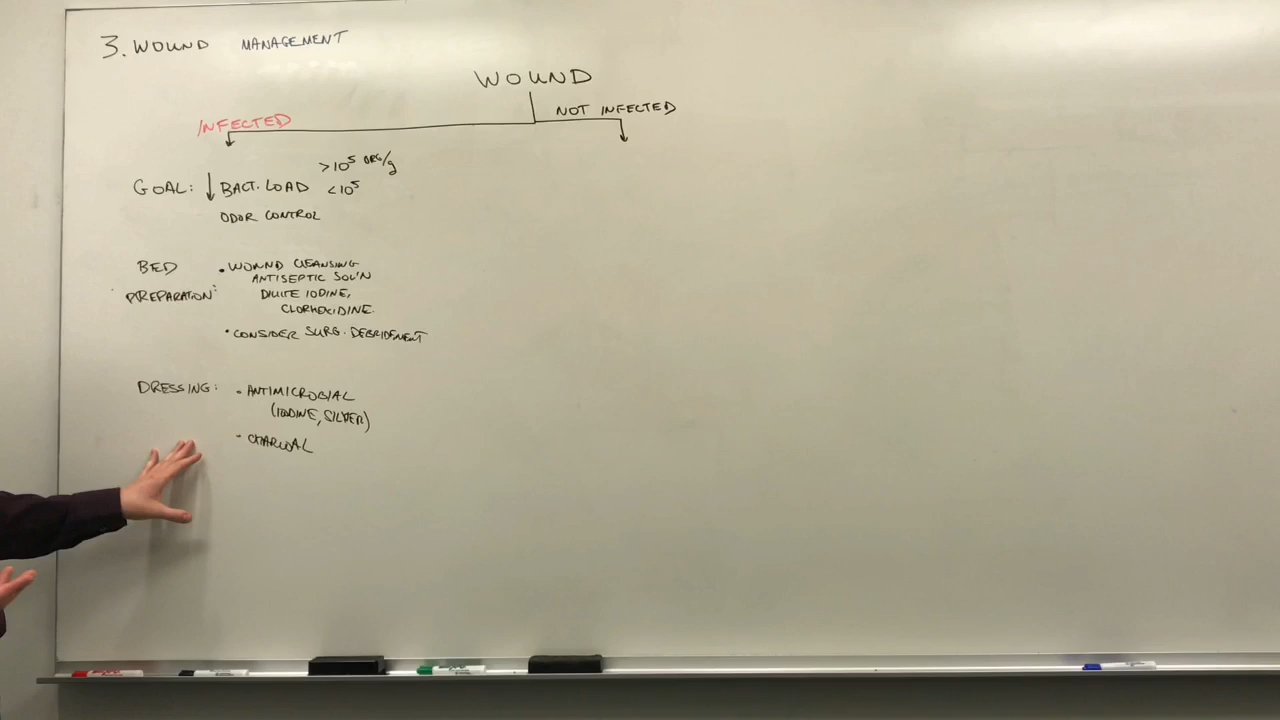 3. WOUND MANAGEMENT
WOUND
INFECTED
NOT INFECTED
>10⁵ ORG/g
GOAL: ↓ BACT. LOAD <10⁵
ODOR CONTROL
BED PREPARATION:
• WOUND CLEANSING
ANTISEPTIC SOL'N
DILUTE IODINE,
CLORHEXIDINE.
• CONSIDER SURG. DEBRIDEMENT
DRESSING: • ANTIMICROBIAL
(IODINE, SILVER)
• CHARCOAL